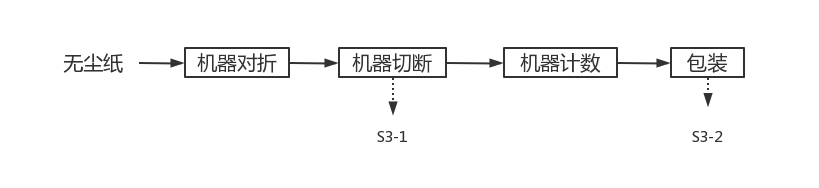 无尘纸
机器对折
机器切断
机器计数
包装
S3-1
S3-2